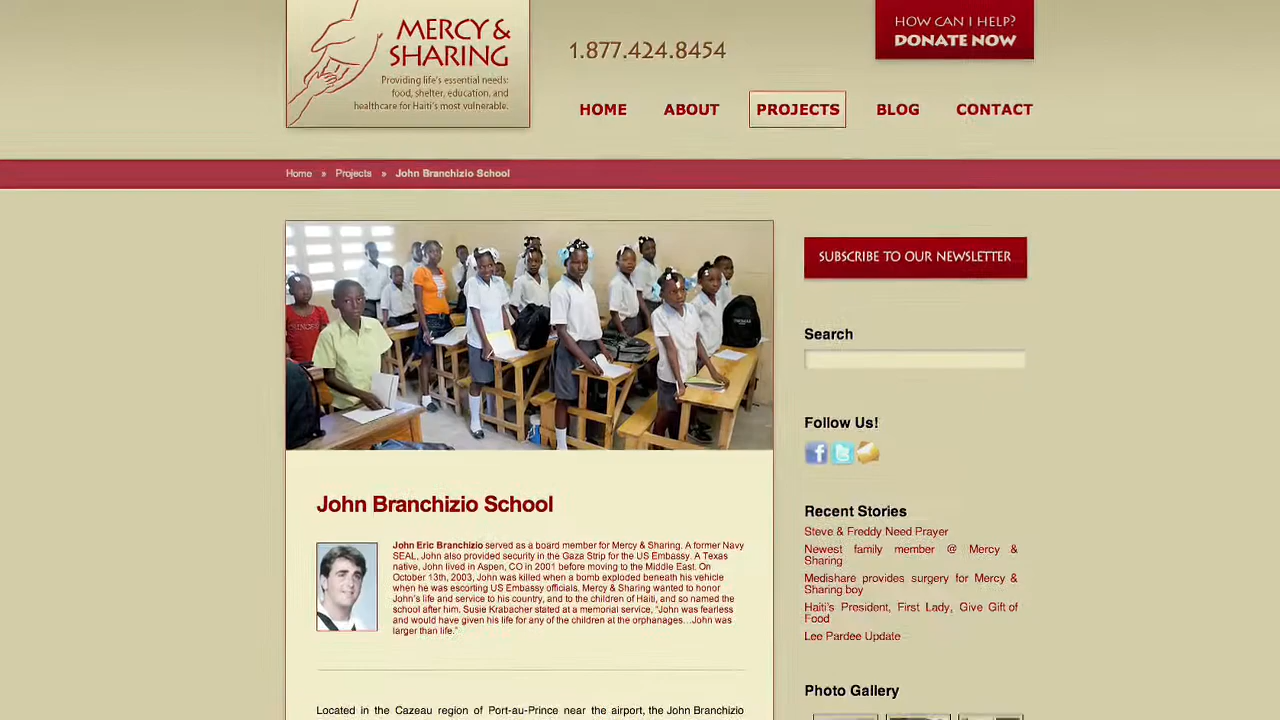 MERCY &
SHARING
Providing life's essential needs:
food, shelter, education, and
healthcare for Haiti's most vulnerable.
1.877.424.8454
HOW CAN I HELP?
DONATE NOW
HOME ABOUT PROJECTS BLOG CONTACT
Home » Projects » John Branchizio School
John Branchizio School
John Eric Branchizio served as a board member for Mercy & Sharing. A former Navy
SEAL, John also provided security in the Gaza Strip for the US Embassy. A Texas
native, John lived in Aspen, CO in 2001 before moving to the Middle East. On
October 13th, 2003, John was killed when a bomb exploded beneath his vehicle
when he was escorting US Embassy officials. Mercy & Sharing wanted to honor
John's life and service to his country, and to the children of Haiti, and so named the
school after him. Susie Krabacher stated at a memorial service, "John was fearless
and would have given his life for any of the children at the orphanages…John was
larger than life."
Located in the Cazeau region of Port-au-Prince near the airport, the John Branchizio
SUBSCRIBE TO OUR NEWSLETTER
Search
Follow Us!
Recent Stories
Steve & Freddy Need Prayer
Newest family member @ Mercy &
Sharing
Medishare provides surgery for Mercy &
Sharing boy
Haiti's President, First Lady, Give Gift of
Food
Lee Pardee Update
Photo Gallery